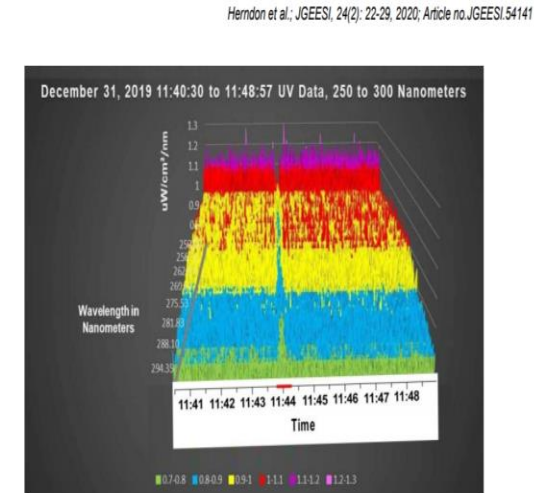 Herndon et al.; JGEESI, 24(2): 22-29, 2020; Article no.JGEESI.54141
December 31, 2019 11:40:30 to 11:48:57 UV Data, 250 to 300 Nanometers
1.3
1.2
1.1
1
0.9
uW/cm²/nm
269
275.53
281.83
288.10
294.35
Wavelength in
Nanometers
11:41 11:42 11:43 11:44 11:45 11:46 11:47 11:48
Time
0.7-0.8 0.8-0.9 0.9-1 1-1.1 1.1-1.2 1.2-1.3